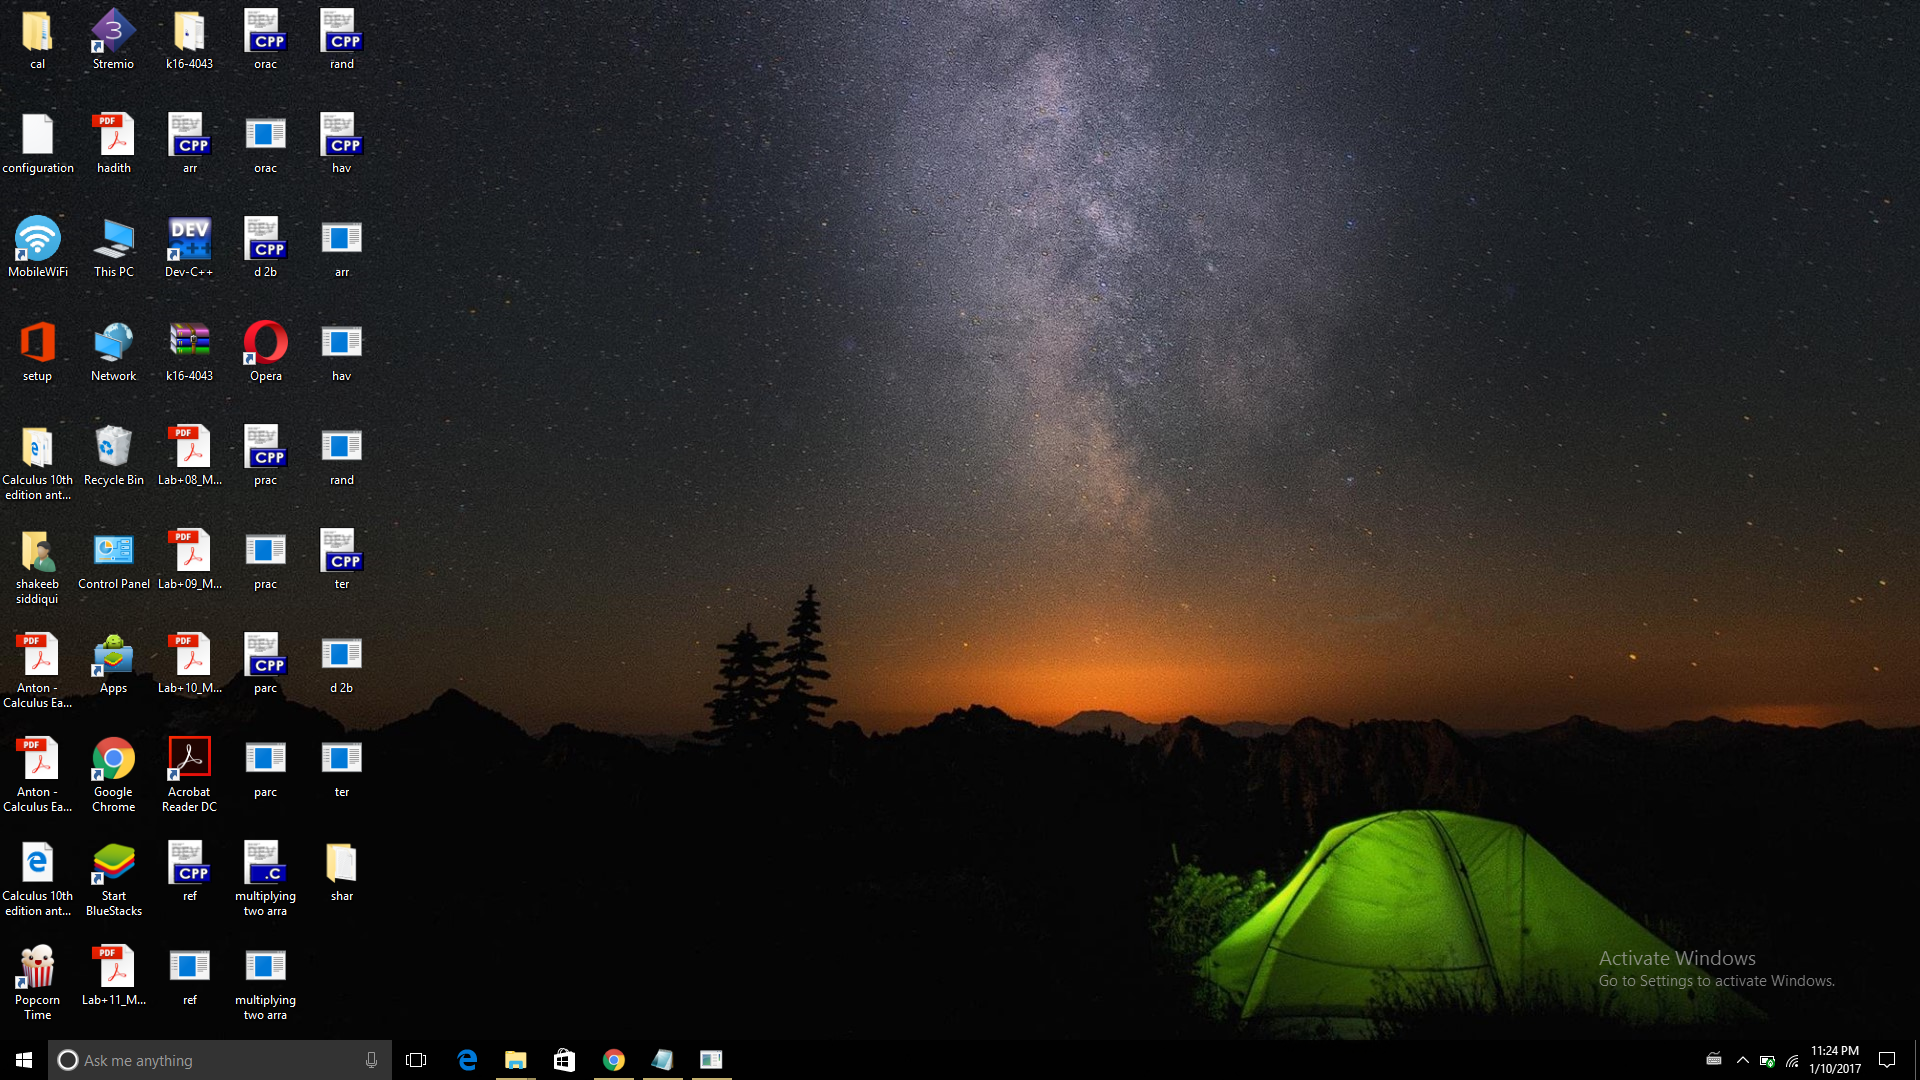 cal
Stremio
k16-4043
orac
rand
configuration
hadith
arr
orac
hav
MobileWiFi
This PC
Dev-C++
d 2b
arr
setup
Network
k16-4043
Opera
hav
Calculus 10th
edition ant...
Recycle Bin
Lab+08_M...
prac
rand
shakeeb
siddiqui
Control Panel
Lab+09_M...
prac
ter
Anton -
Calculus Ea...
Apps
Lab+10_M...
parc
d 2b
Anton -
Calculus Ea...
Google
Chrome
Acrobat
Reader DC
parc
ter
Calculus 10th
edition ant...
Start
BlueStacks
ref
multiplying
two arra
shar
Popcorn
Time
Lab+11_M...
ref
multiplying
two arra
Activate Windows
Go to Settings to activate Windows.
Ask me anything
11:24 PM
1/10/2017